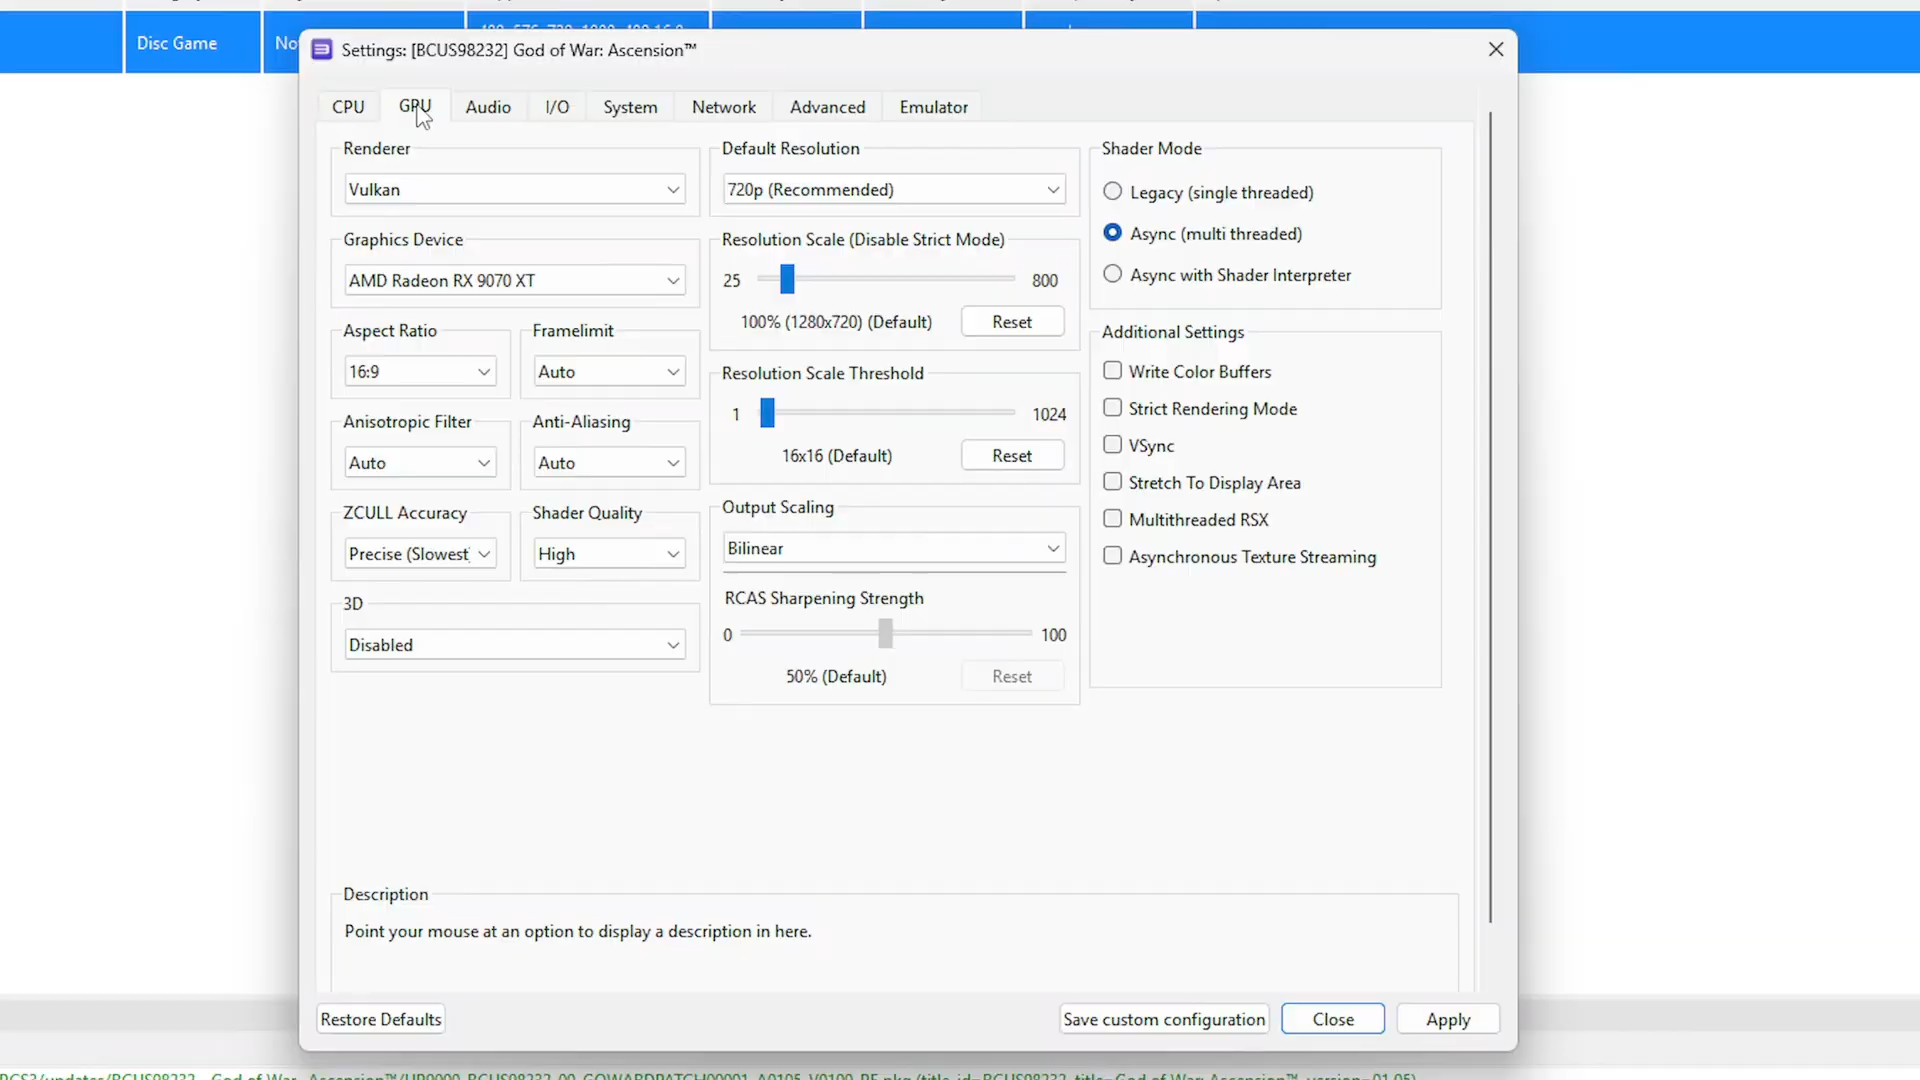 Disc Game
Settings: [BCUS98232] God of War: Ascension™
CPU GPU Audio I/O System Network Advanced Emulator
Renderer
Vulkan
Graphics Device
AMD Radeon RX 9070 XT
Aspect Ratio
16:9
Framelimit
Auto
Anisotropic Filter
Auto
Anti-Aliasing
Auto
ZCULL Accuracy
Precise (Slowest
Shader Quality
High
3D
Disabled
Default Resolution
720p (Recommended)
Resolution Scale (Disable Strict Mode)
25 800
100% (1280x720) (Default) Reset
Resolution Scale Threshold
1 1024
16x16 (Default) Reset
Output Scaling
Bilinear
RCAS Sharpening Strength
0 100
50% (Default) Reset
Shader Mode
Legacy (single threaded)
Async (multi threaded)
Async with Shader Interpreter
Additional Settings
Write Color Buffers
Strict Rendering Mode
VSync
Stretch To Display Area
Multithreaded RSX
Asynchronous Texture Streaming
Description
Point your mouse at an option to display a description in here.
Restore Defaults Save custom configuration Close Apply